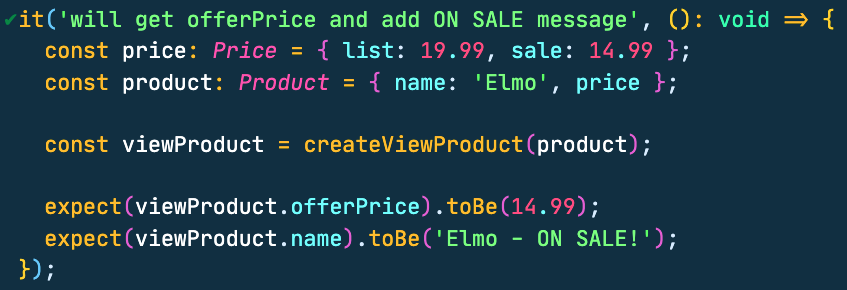 ✔it('will get offerPrice and add ON SALE message', (): void => {
  const price: Price = { list: 19.99, sale: 14.99 };
  const product: Product = { name: 'Elmo', price };

  const viewProduct = createViewProduct(product);

  expect(viewProduct.offerPrice).toBe(14.99);
  expect(viewProduct.name).toBe('Elmo - ON SALE!');
});